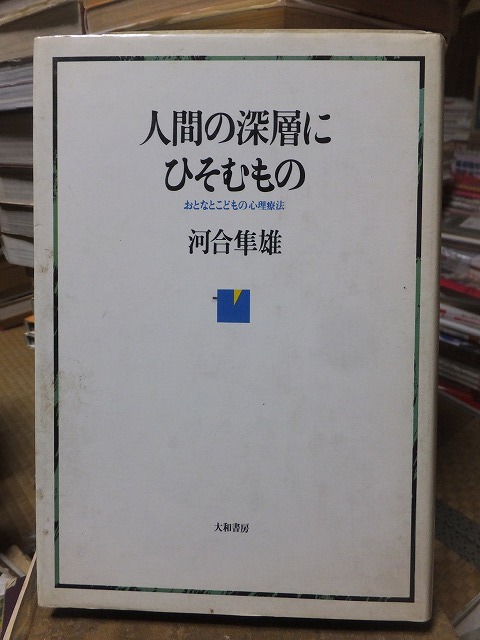 人間の深層に
ひそむもの
おとなとこどもの心理療法
河合隼雄
大和書房